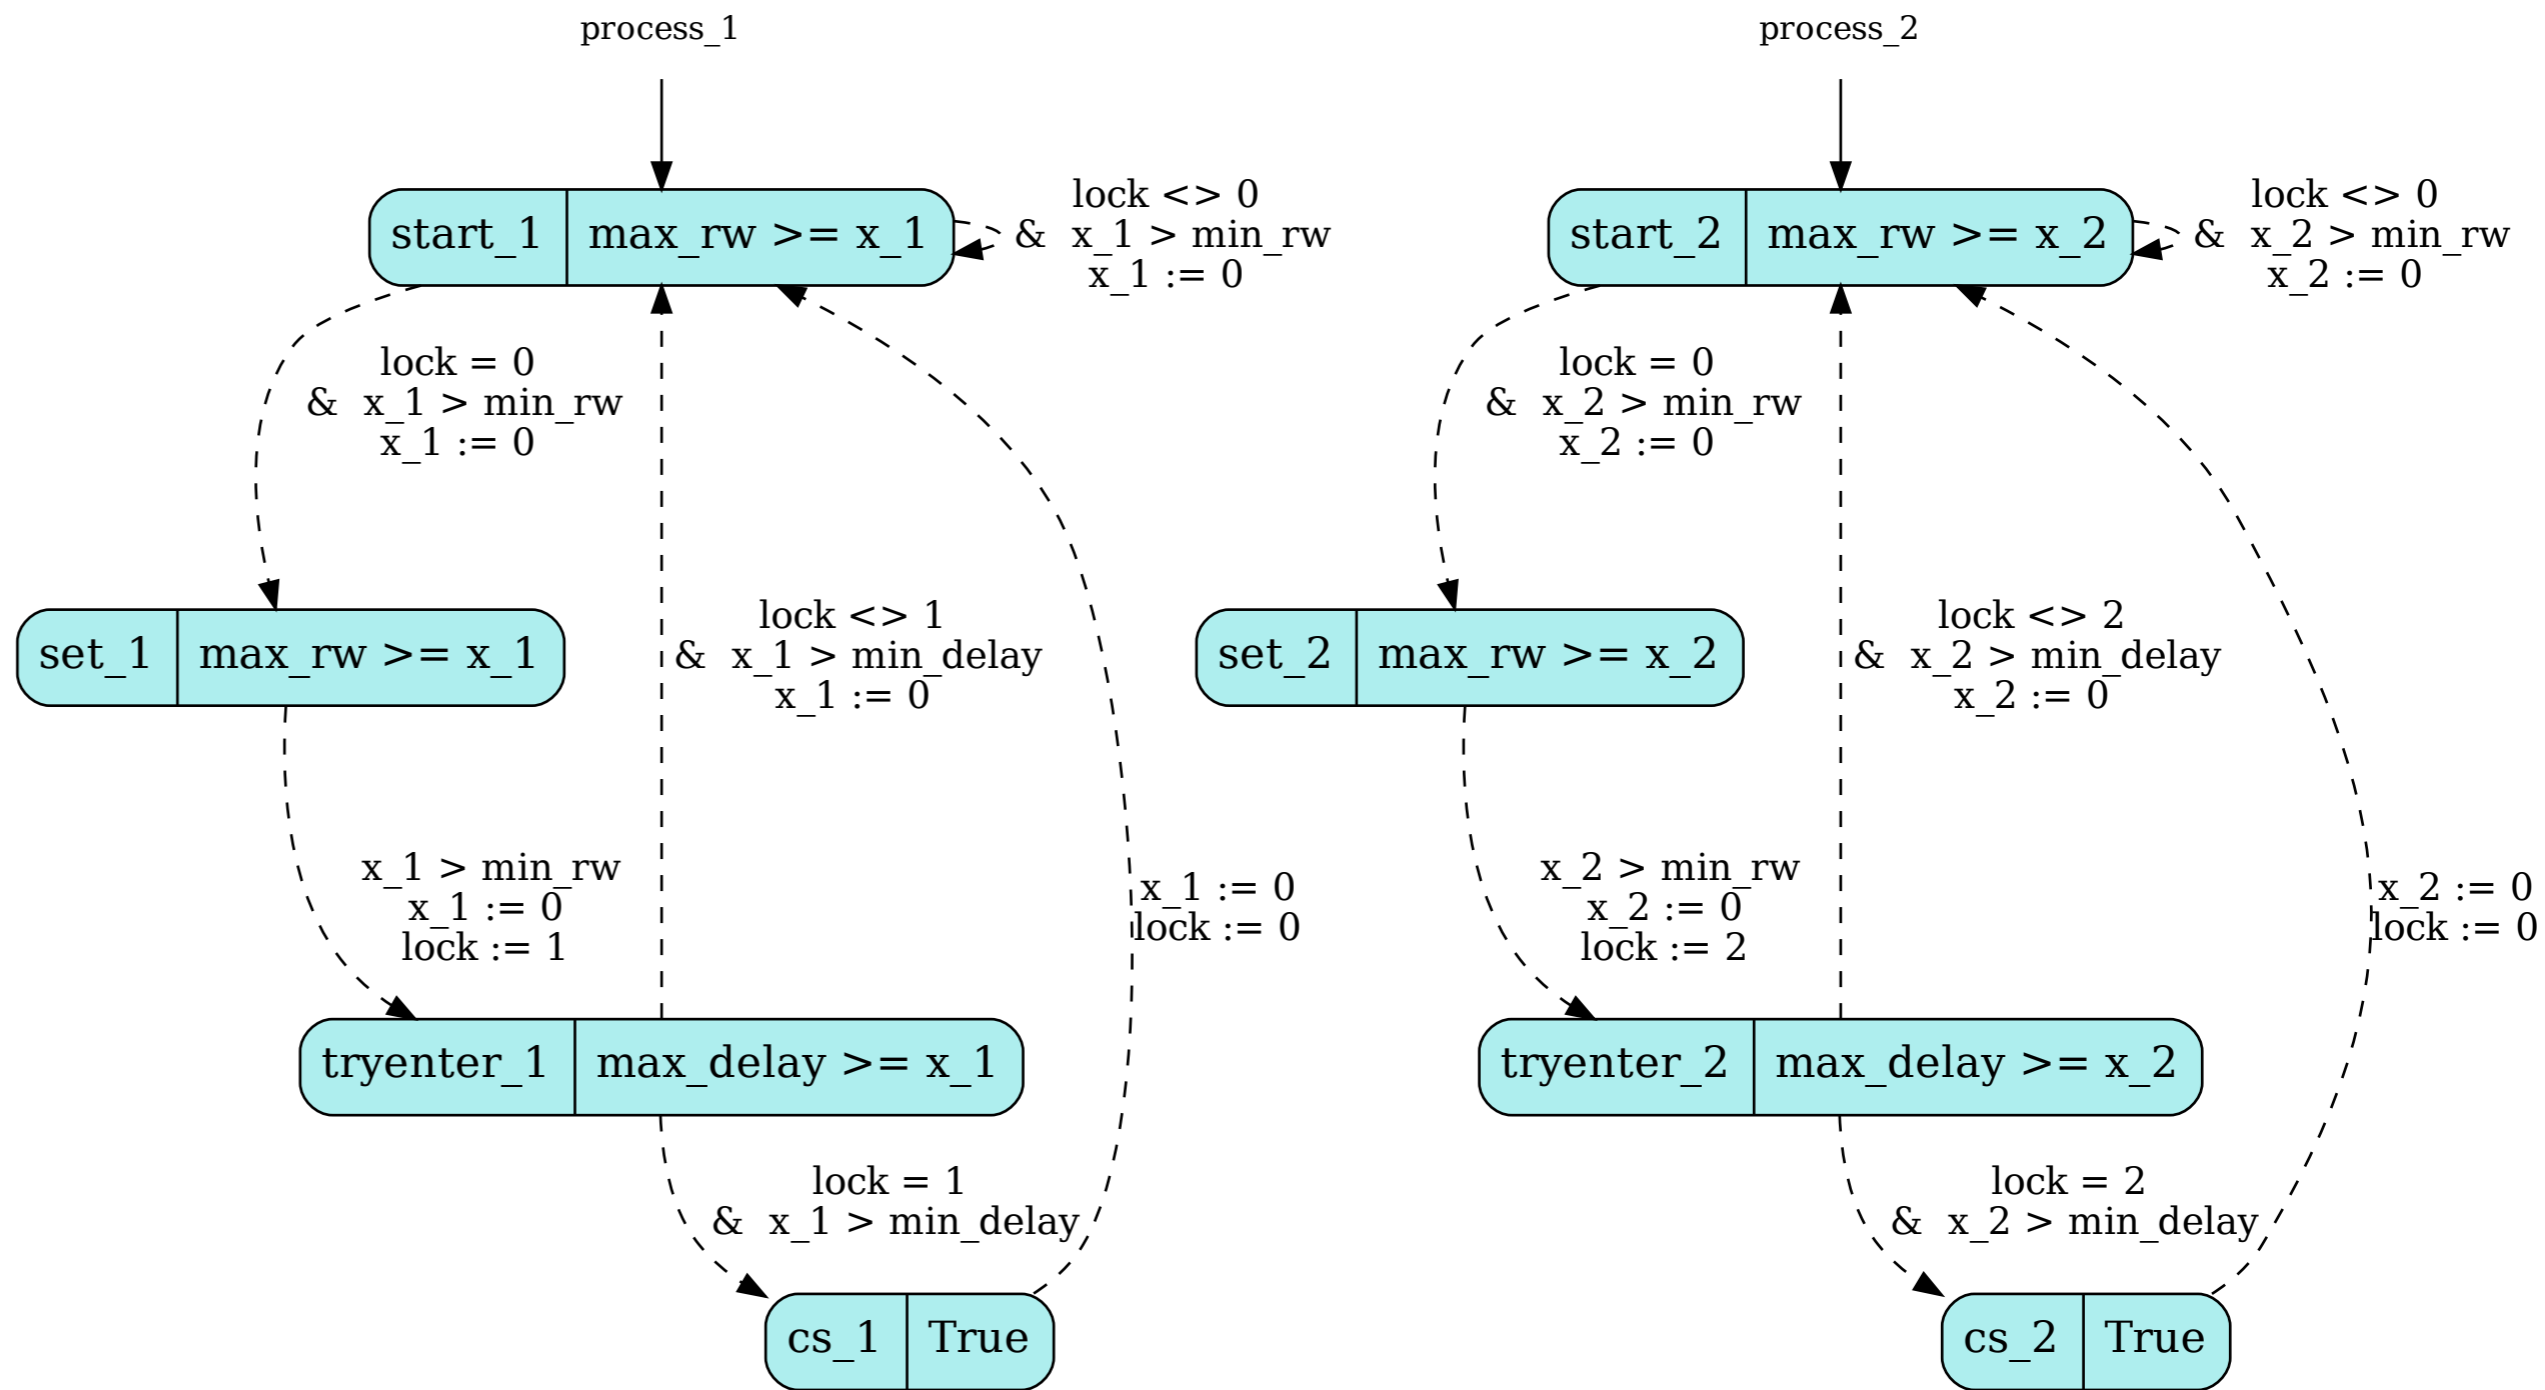 process_1
start_1 max_rw >= x_1
lock <> 0
& x_1 > min_rw
x_1 := 0
lock = 0
& x_1 > min_rw
x_1 := 0
set_1 max_rw >= x_1
lock <> 1
& x_1 > min_delay
x_1 := 0
x_1 > min_rw
x_1 := 0
lock := 1
x_1 := 0
lock := 0
tryenter_1 max_delay >= x_1
lock = 1
& x_1 > min_delay
cs_1 True
process_2
start_2 max_rw >= x_2
lock <> 0
& x_2 > min_rw
x_2 := 0
lock = 0
& x_2 > min_rw
x_2 := 0
set_2 max_rw >= x_2
lock <> 2
& x_2 > min_delay
x_2 := 0
x_2 > min_rw
x_2 := 0
lock := 2
x_2 := 0
lock := 0
tryenter_2 max_delay >= x_2
lock = 2
& x_2 > min_delay
cs_2 True